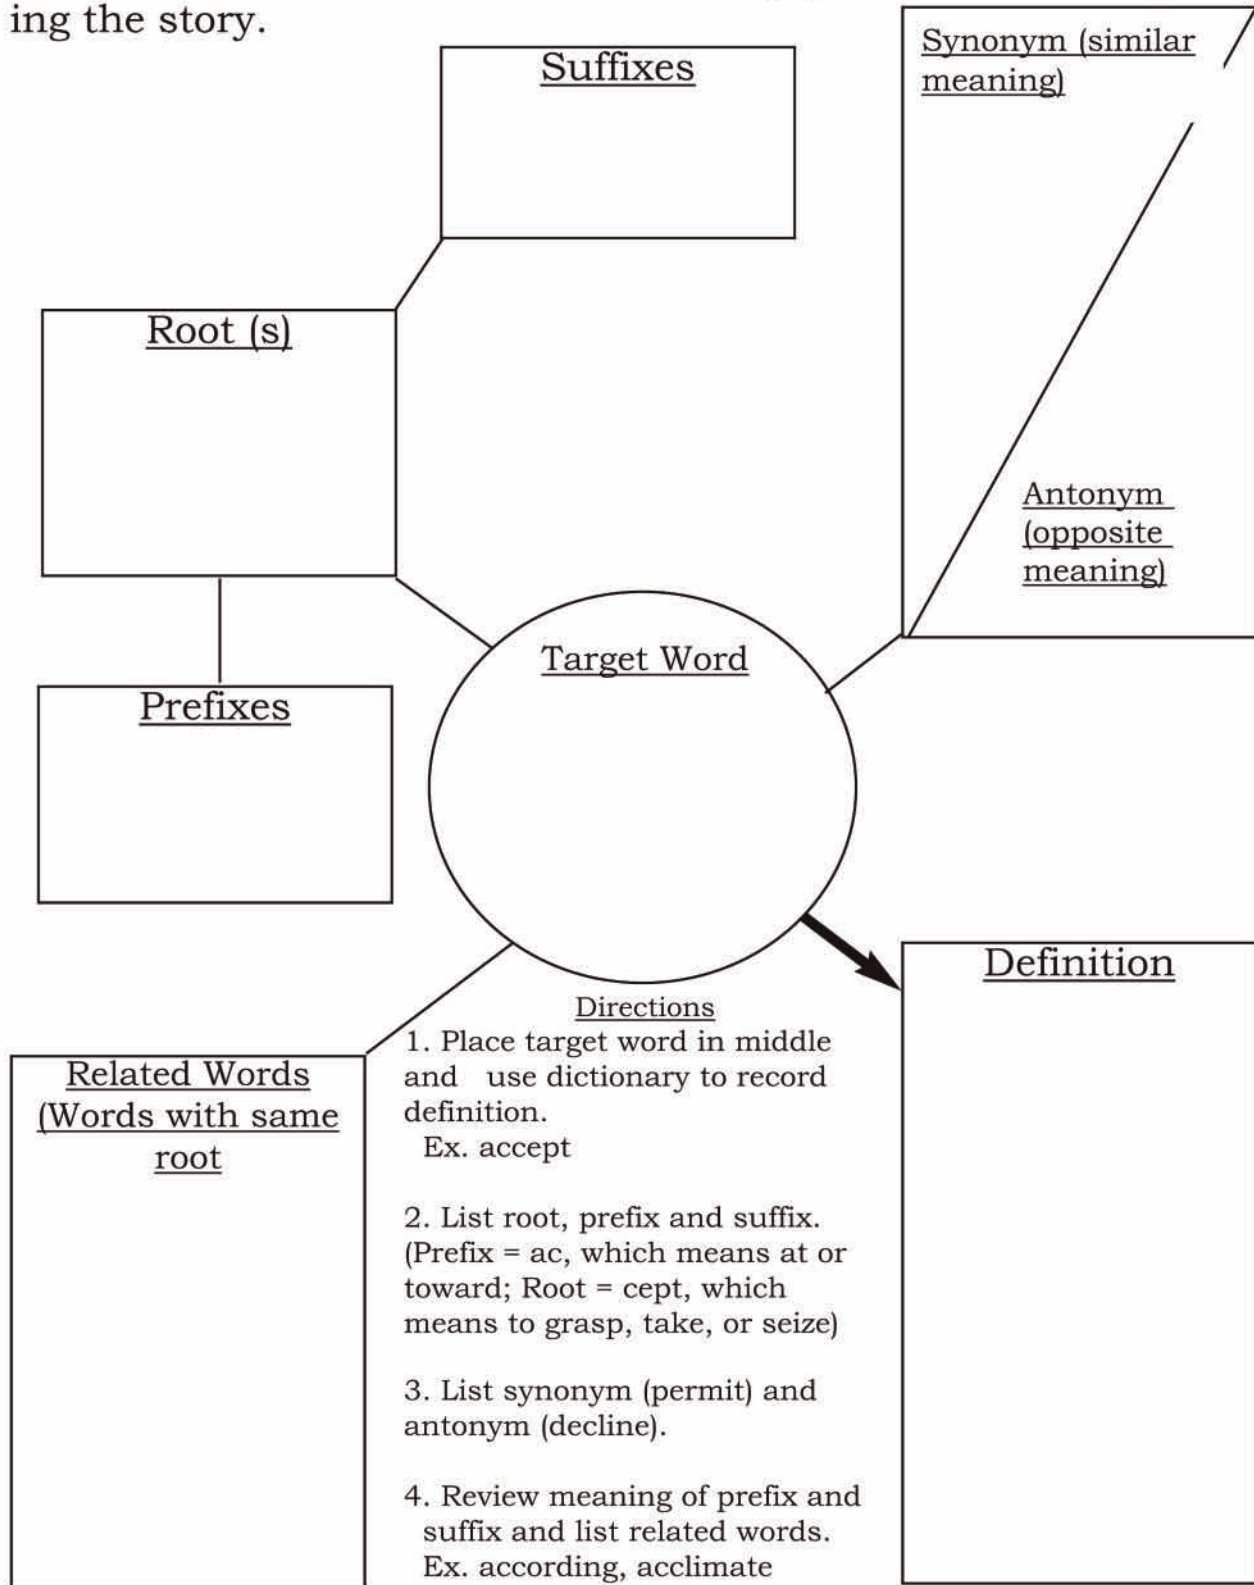 ing the story.
Suffixes
Synonym (similar
meaning)
Root (s)
Antonym
(opposite
meaning)
Target Word
Prefixes
Definition
Related Words
(Words with same
root
Directions
1. Place target word in middle
and   use dictionary to record
definition.
Ex. accept
2. List root, prefix and suffix.
(Prefix = ac, which means at or
toward; Root = cept, which
means to grasp, take, or seize)
3. List synonym (permit) and
antonym (decline).
4. Review meaning of prefix and
suffix and list related words.
Ex. according, acclimate